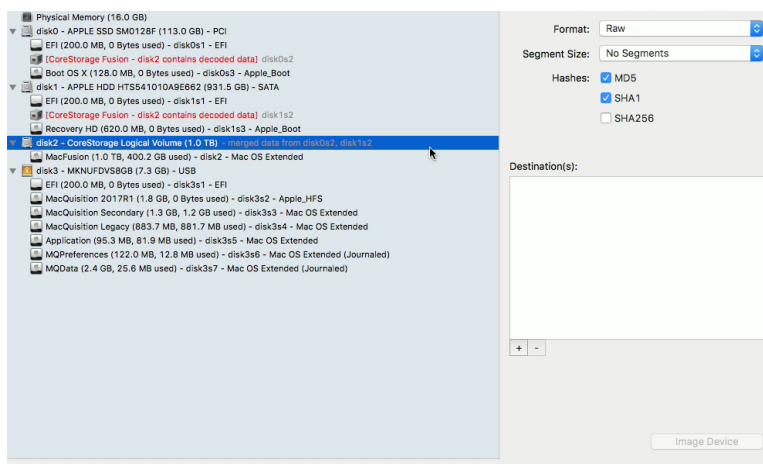 Physical Memory (16.0 GB)
disk0 - APPLE SSD SM0128F (113.0 GB) - PCI
EFI (200.0 MB, 0 Bytes used) - disk0s1 - EFI
[CoreStorage Fusion - disk2 contains decoded data] disk0s2
Boot OS X (128.0 MB, 0 Bytes used) - disk0s3 - Apple_Boot
disk1 - APPLE HDD HTS541010A9E662 (931.5 GB) - SATA
EFI (200.0 MB, 0 Bytes used) - disk1s1 - EFI
[CoreStorage Fusion - disk2 contains decoded data] disk1s2
Recovery HD (620.0 MB, 0 Bytes used) - disk1s3 - Apple_Boot
disk2 - CoreStorage Logical Volume (1.0 TB) - merged data from disk0s2, disk1s2
MacFusion (1.0 TB, 400.2 GB used) - disk2 - Mac OS Extended
disk3 - MKNUFDVS8GB (7.3 GB) - USB
EFI (200.0 MB, 0 Bytes used) - disk3s1 - EFI
MacQuisition 2017R1 (1.8 GB, 0 Bytes used) - disk3s2 - Apple_HFS
MacQuisition Secondary (1.3 GB, 1.2 GB used) - disk3s3 - Mac OS Extended
MacQuisition Legacy (883.7 MB, 881.7 MB used) - disk3s4 - Mac OS Extended
Application (95.3 MB, 81.9 MB used) - disk3s5 - Mac OS Extended
MQPreferences (122.0 MB, 12.8 MB used) - disk3s6 - Mac OS Extended (Journaled)
MQData (2.4 GB, 25.6 MB used) - disk3s7 - Mac OS Extended (Journaled)
Format: Raw
Segment Size: No Segments
Hashes: MD5
SHA1
SHA256
Destination(s):
+ -
Image Device